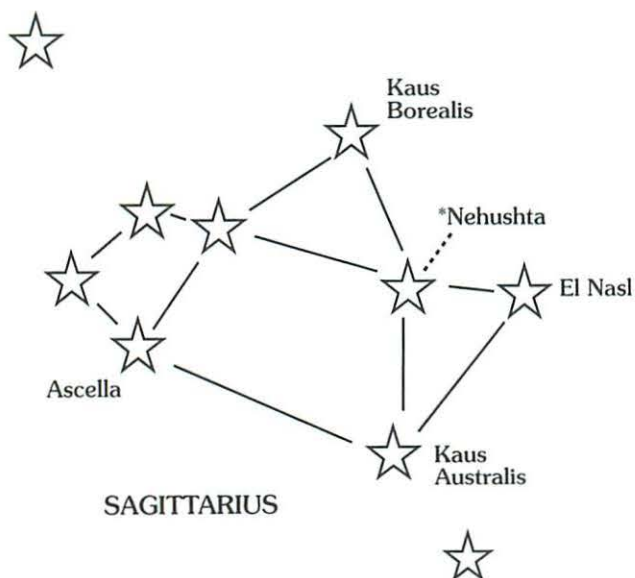 Kaus
Borealis
*Nehushta
El Nasl
Ascella
Kaus
Australis
SAGITTARIUS